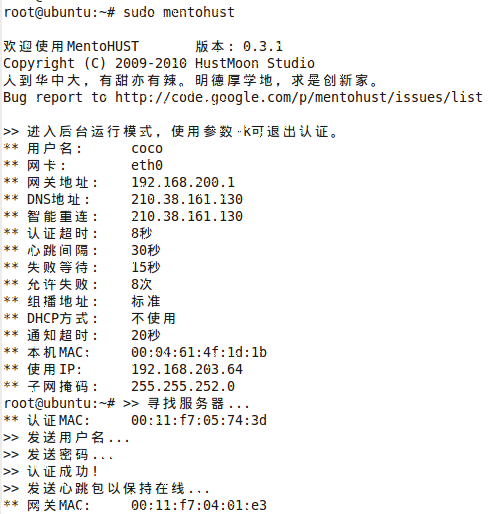 root@ubuntu:~# sudo mentohust
欢迎使用MentoHUST 版本: 0.3.1
Copyright (C) 2009-2010 HustMoon Studio
人到华中大，有甜亦有辣。明德厚学地，求是创新家。
Bug report to http://code.google.com/p/mentohust/issues/list
>> 进入后台运行模式，使用参数-k可退出认证。
** 用户名: coco
** 网卡: eth0
** 网关地址: 192.168.200.1
** DNS地址: 210.38.161.130
** 智能重连: 210.38.161.130
** 认证超时: 8秒
** 心跳间隔: 30秒
** 失败等待: 15秒
** 允许失败: 8次
** 组播地址: 标准
** DHCP方式: 不使用
** 通知超时: 20秒
** 本机MAC: 00:94:61:4f:1d:1b
** 使用IP: 192.168.203.64
** 子网掩码: 255.255.252.0
root@ubuntu:~# >> 寻找服务器...
** 认证MAC: 00:11:f7:05:74:3d
>> 发送用户名...
>> 发送密码...
>> 认证成功!
>> 发送心跳包以保持在线...
** 网关MAC: 00:11:f7:04:01:e3